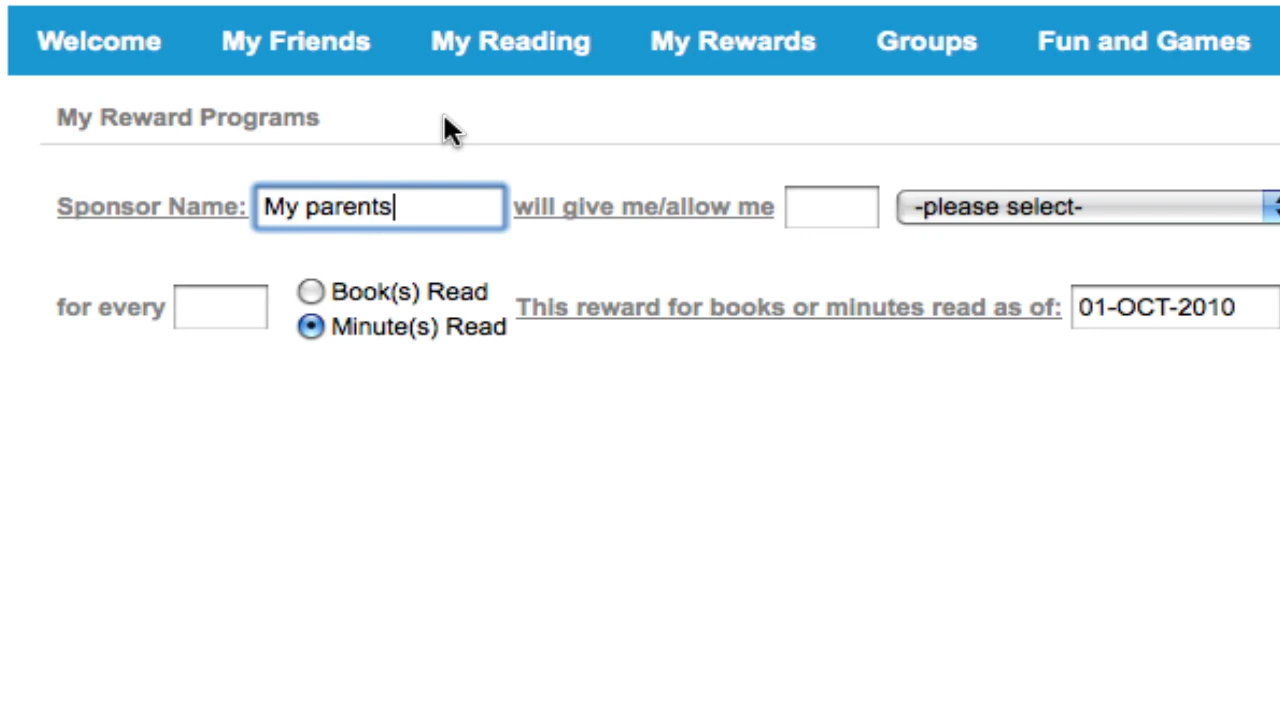 Welcome My Friends My Reading My Rewards Groups Fun and Games
My Reward Programs
Sponsor Name: My parents will give me/allow me -please select-
for every Book(s) Read This reward for books or minutes read as of: 01-OCT-2010
Minute(s) Read